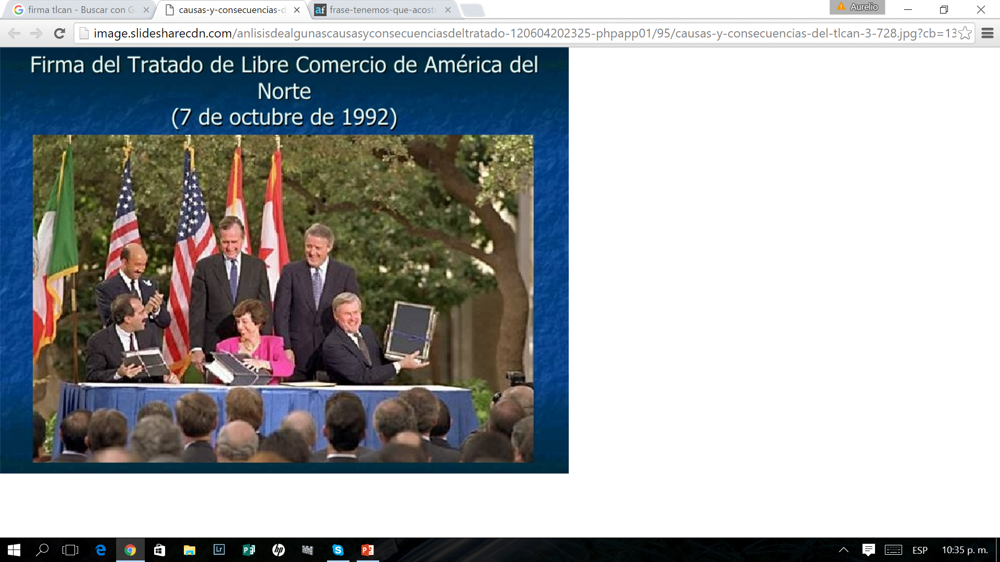 firma tlcan - Buscar con G
causas-y-consecuencias-d
frase-tenemos-que-acostu
Aurelio
image.slidesharecdn.com/anlisisdealgunascausasyconsecuenciasdeltratado-120604202325-phpapp01/95/causas-y-consecuencias-del-tlcan-3-728.jpg?cb=13
Firma del Tratado de Libre Comercio de América del
Norte
(7 de octubre de 1992)
ESP
10:35 p. m.